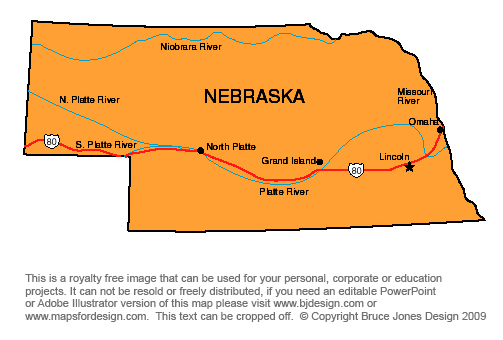 Niobrara River
Missouri
River
N. Platte River
NEBRASKA
Omaha
80
S. Platte River
North Platte
Grand Island
Lincoln
80
Platte River
This is a royalty free image that can be used for your personal, corporate or education
projects. It can not be resold or freely distributed, if you need an editable PowerPoint
or Adobe Illustrator version of this map please visit www.bjdesign.com or
www.mapsfordesign.com.  This text can be cropped off.  © Copyright Bruce Jones Design 2009